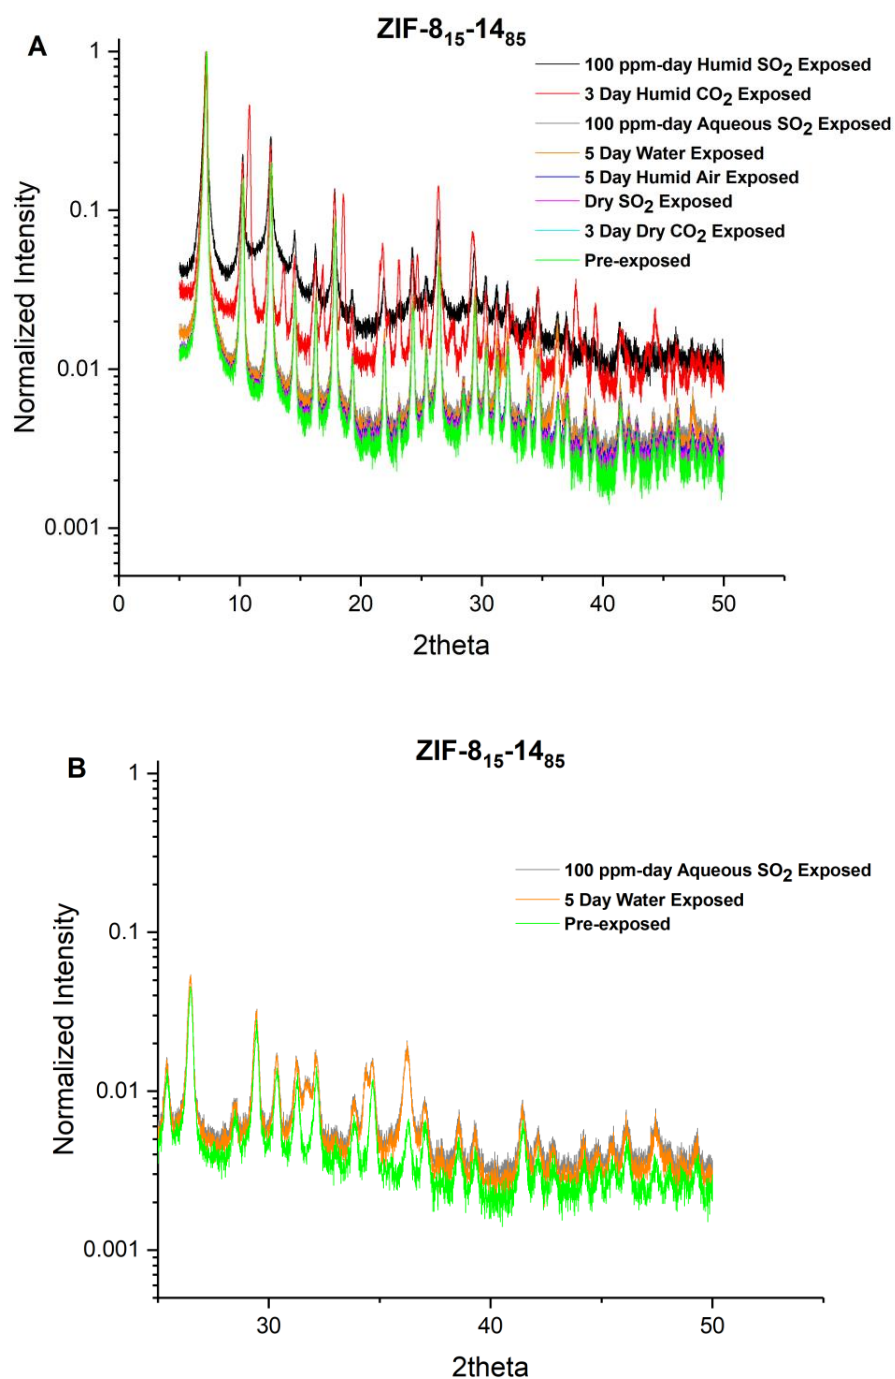 A
ZIF-8₁₅-14₈₅
100 ppm-day Humid SO₂ Exposed
3 Day Humid CO₂ Exposed
100 ppm-day Aqueous SO₂ Exposed
5 Day Water Exposed
5 Day Humid Air Exposed
Dry SO₂ Exposed
3 Day Dry CO₂ Exposed
Pre-exposed
Normalized Intensity
1
0.1
0.01
0.001
0 10 20 30 40 50
2theta
B
ZIF-8₁₅-14₈₅
100 ppm-day Aqueous SO₂ Exposed
5 Day Water Exposed
Pre-exposed
Normalized Intensity
1
0.1
0.01
0.001
30 40 50
2theta